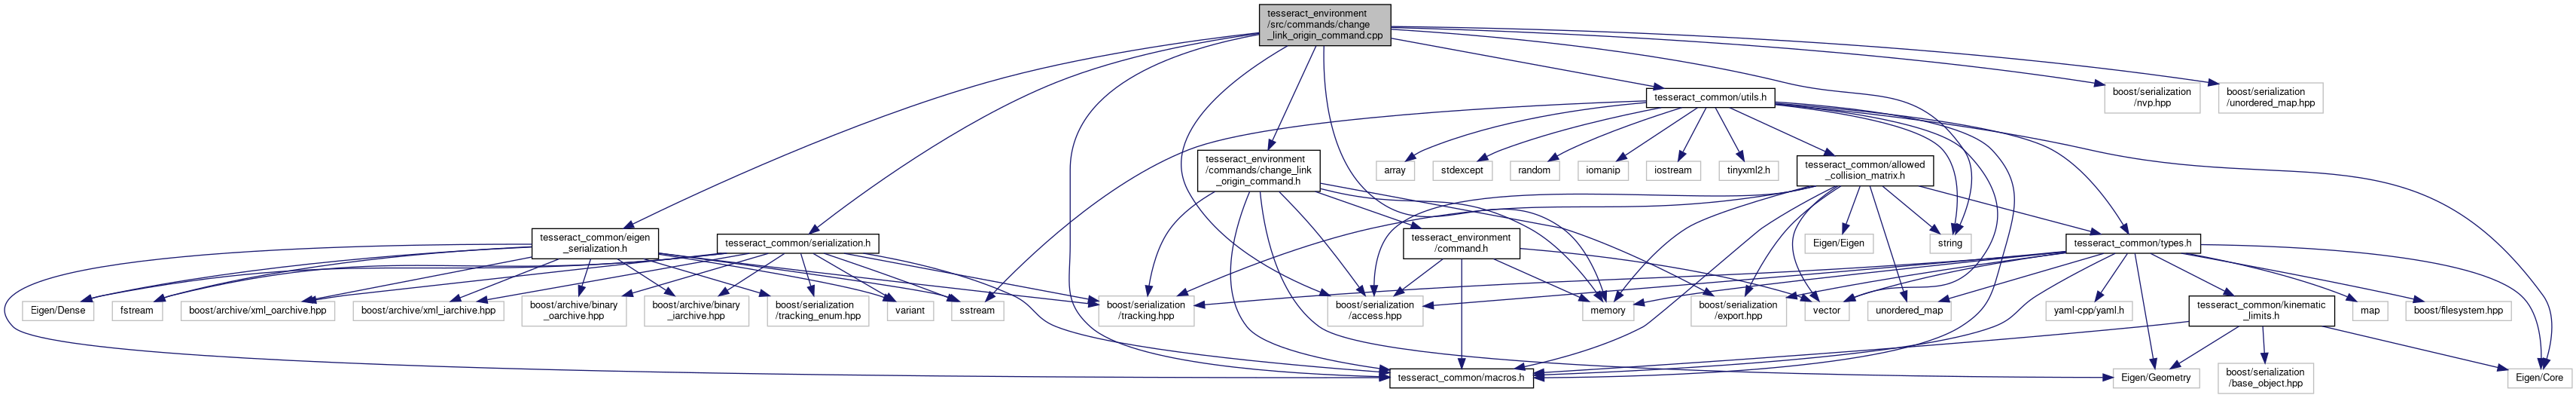 tesseract_environment
/src/commands/change
_link_origin_command.cpp
boost/serialization
/nvp.hpp
boost/serialization
/unordered_map.hpp
tesseract_common/utils.h
tesseract_environment
/commands/change_link
_origin_command.h
array
stdexcept
random
iomanip
iostream
tinyxml2.h
tesseract_common/allowed
_collision_matrix.h
tesseract_common/eigen
_serialization.h
tesseract_common/serialization.h
tesseract_environment
/command.h
Eigen/Eigen
string
tesseract_common/types.h
Eigen/Dense
fstream
boost/archive/xml_oarchive.hpp
boost/archive/xml_iarchive.hpp
boost/archive/binary
_oarchive.hpp
boost/archive/binary
_iarchive.hpp
boost/serialization
/tracking_enum.hpp
variant
sstream
boost/serialization
/tracking.hpp
boost/serialization
/access.hpp
memory
boost/serialization
/export.hpp
vector
unordered_map
yaml-cpp/yaml.h
tesseract_common/kinematic
_limits.h
map
boost/filesystem.hpp
tesseract_common/macros.h
Eigen/Geometry
boost/serialization
/base_object.hpp
Eigen/Core